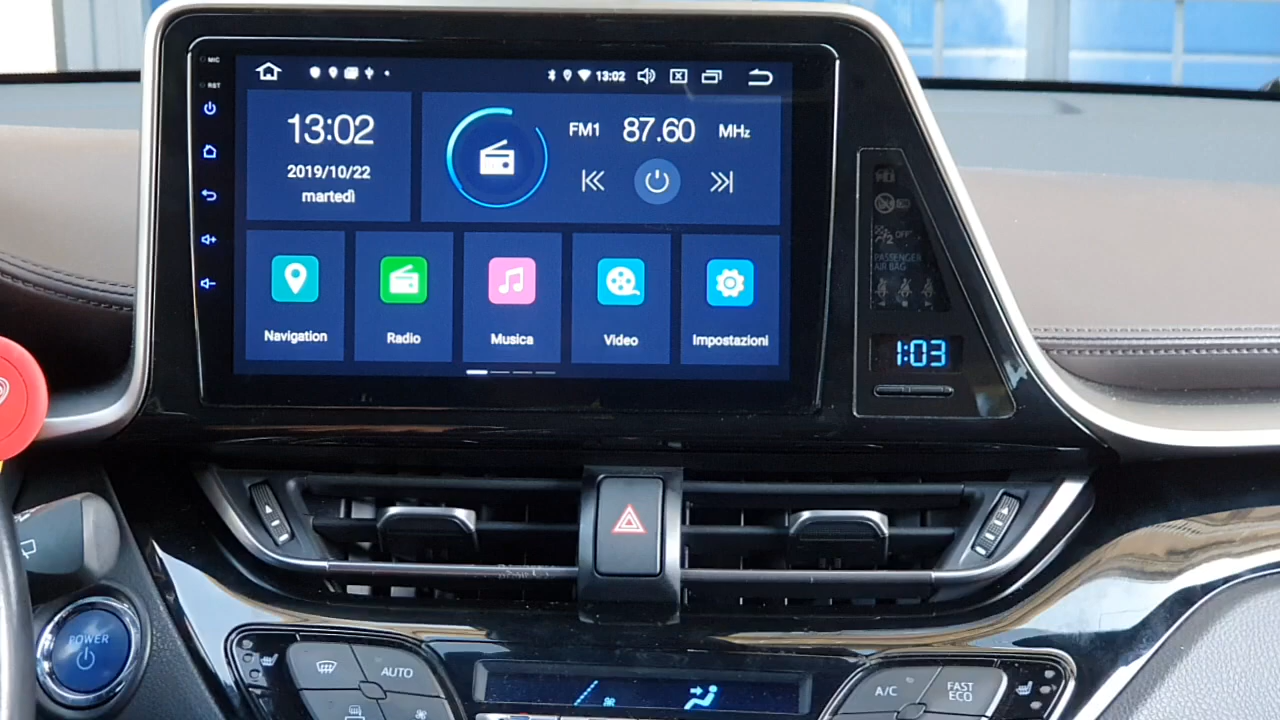 MIC
13:02
RST
13:02
2019/10/22
martedì
FM1 87.60 MHz
Navigation
Radio
Musica
Video
Impostazioni
OFF
PASSENGER
AIR BAG
1:03
POWER
AUTO
A/C
FAST
ECO